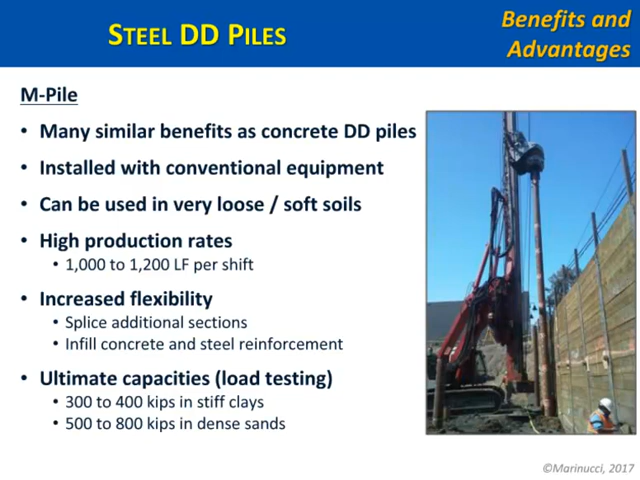 STEEL DD PILES
Benefits and
Advantages
M-Pile
• Many similar benefits as concrete DD piles
• Installed with conventional equipment
• Can be used in very loose / soft soils
• High production rates
• 1,000 to 1,200 LF per shift
• Increased flexibility
• Splice additional sections
• Infill concrete and steel reinforcement
• Ultimate capacities (load testing)
• 300 to 400 kips in stiff clays
• 500 to 800 kips in dense sands
©Marinucci, 2017